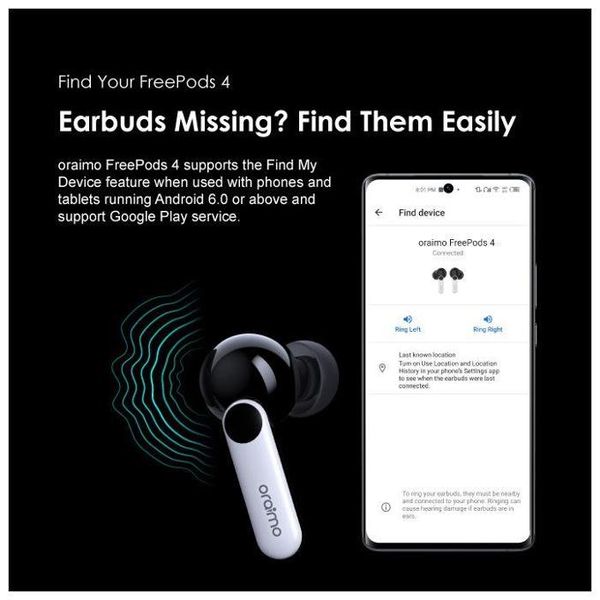 Find Your FreePods 4
Earbuds Missing? Find Them Easily
oraimo FreePods 4 supports the Find My
Device feature when used with phones and
tablets running Android 6.0 or above and
support Google Play service.
8:01 PM
Find device
oraimo FreePods 4
Connected
Ring Left
Ring Right
Last known location
Turn on Use Location and Location
History in your phone's Settings app
to see when the earbuds were last
connected.
To ring your earbuds, they must be nearby
and connected to your phone. Ringing can
cause hearing damage if earbuds are in
ears.
oraimo